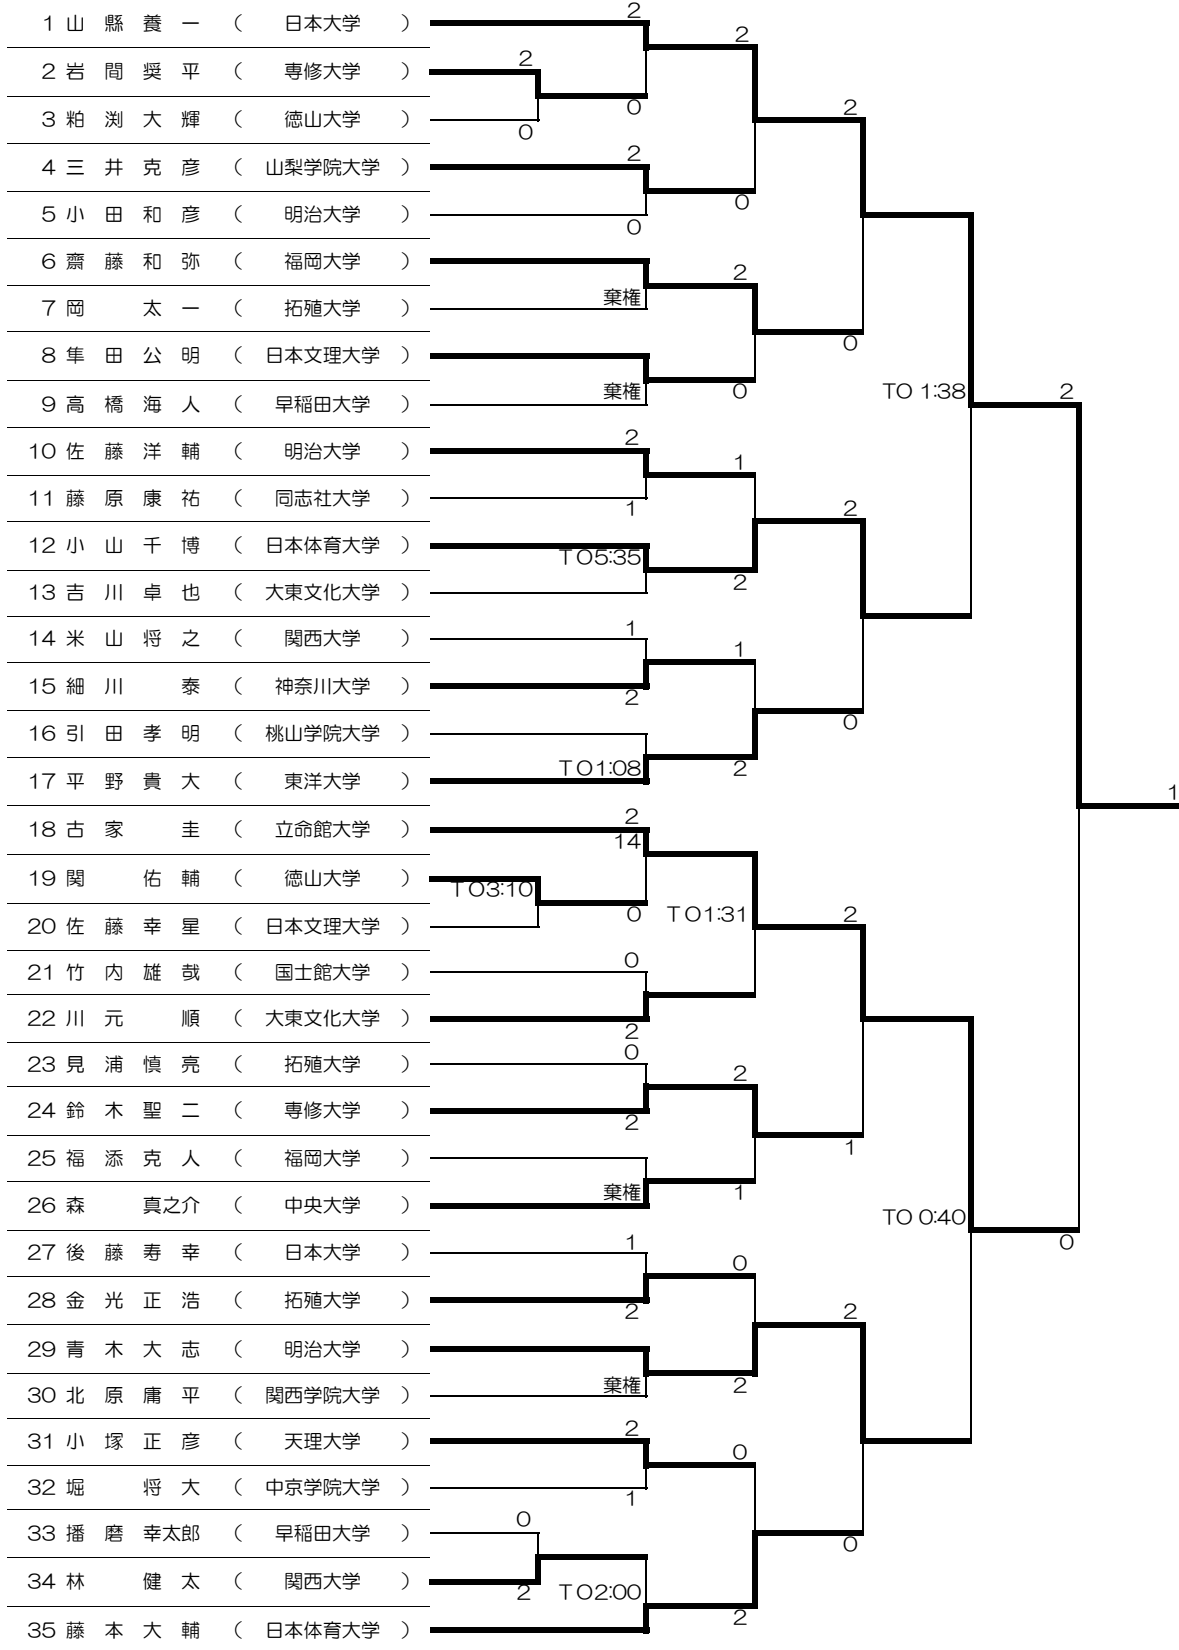 1 山縣養一 ( 日本大学 ) 2
2
2 岩間奨平 ( 専修大学 ) 2
0
2
3 粕渕大輝 ( 徳山大学 ) 0
4 三井克彦 ( 山梨学院大学 ) 2
0
5 小田和彦 ( 明治大学 ) 0
6 齋藤和弥 ( 福岡大学 )
2
7 岡太一 ( 拓殖大学 ) 棄権
0
8 隼田公明 ( 日本文理大学 )
0
9 高橋海人 ( 早稲田大学 ) 棄権
TO 1:38
2
10 佐藤洋輔 ( 明治大学 ) 2
1
11 藤原康祐 ( 同志社大学 ) 1
2
12 小山千博 ( 日本体育大学 ) TO5:35
2
13 吉川卓也 ( 大東文化大学 )
14 米山将之 ( 関西大学 ) 1
1
15 細川泰 ( 神奈川大学 ) 2
0
16 引田孝明 ( 桃山学院大学 )
17 平野貴大 ( 東洋大学 ) TO1:08
2
1
18 古家圭 ( 立命館大学 ) 2
14
19 関佑輔 ( 徳山大学 ) TO3:10
0
TO1:31
2
20 佐藤幸星 ( 日本文理大学 )
21 竹内雄哉 ( 国士館大学 ) 0
22 川元順 ( 大東文化大学 ) 2
23 見浦慎亮 ( 拓殖大学 ) 0
2
24 鈴木聖二 ( 専修大学 ) 2
1
25 福添克人 ( 福岡大学 )
26 森真之介 ( 中央大学 ) 棄権
1
TO 0:40
0
27 後藤寿幸 ( 日本大学 ) 1
0
28 金光正浩 ( 拓殖大学 ) 2
2
29 青木大志 ( 明治大学 )
2
30 北原庸平 ( 関西学院大学 ) 棄権
31 小塚正彦 ( 天理大学 ) 2
0
32 堀将大 ( 中京学院大学 ) 1
33 播磨幸太郎 ( 早稲田大学 ) 0
0
34 林健太 ( 関西大学 ) 2
TO2:00
2
35 藤本大輔 ( 日本体育大学 )